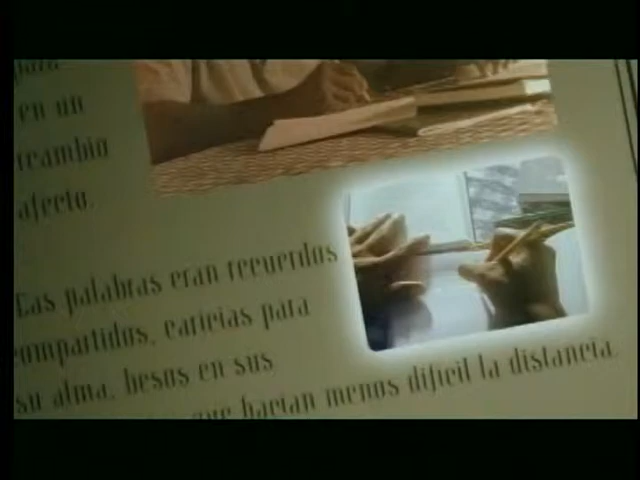 para
en un
afecto.
Las palabras eran recuerdos
compartidos, caricias para
su alma, besos en sus
que hacían menos difícil la distancia.